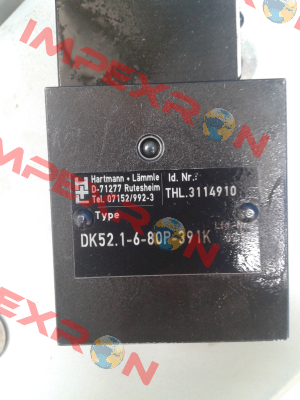 Hartmann + Lämmle
D-71277 Rutesheim
Tel. 07152/992-3
Id. Nr.:
THL.3114910
Type
DK52.1-6-80P-391K
IMPEXRON
IMPEXRON
IMPEXRON